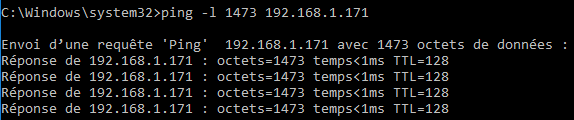 C:\Windows\system32>ping -l 1473 192.168.1.171
Envoi d’une requête 'Ping'  192.168.1.171 avec 1473 octets de données :
Réponse de 192.168.1.171 : octets=1473 temps<1ms TTL=128
Réponse de 192.168.1.171 : octets=1473 temps<1ms TTL=128
Réponse de 192.168.1.171 : octets=1473 temps<1ms TTL=128
Réponse de 192.168.1.171 : octets=1473 temps<1ms TTL=128